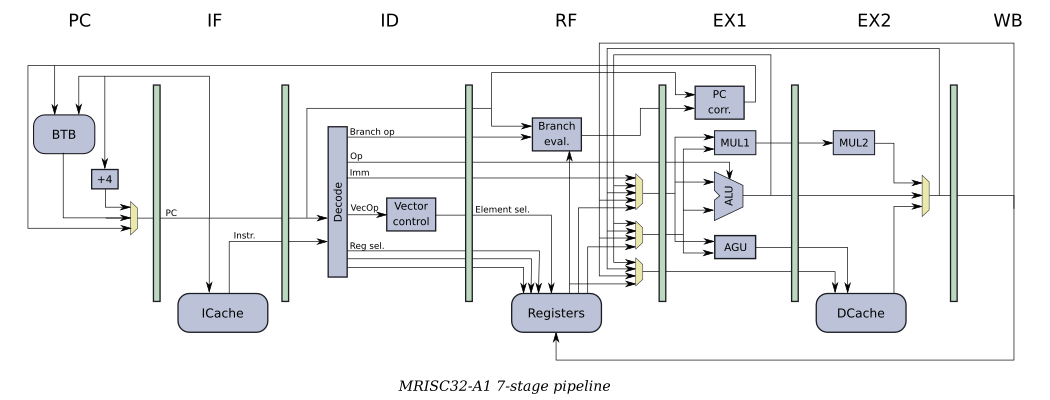 PC IF ID RF EX1 EX2 WB
BTB
+4
PC
Instr.
ICache
Decode
Branch op
Op
Imm
VecOp
Vector
control
Element sel.
Reg sel.
Branch
eval.
Registers
PC
corr.
MUL1
ALU
AGU
MUL2
DCache
MRISC32-A1 7-stage pipeline